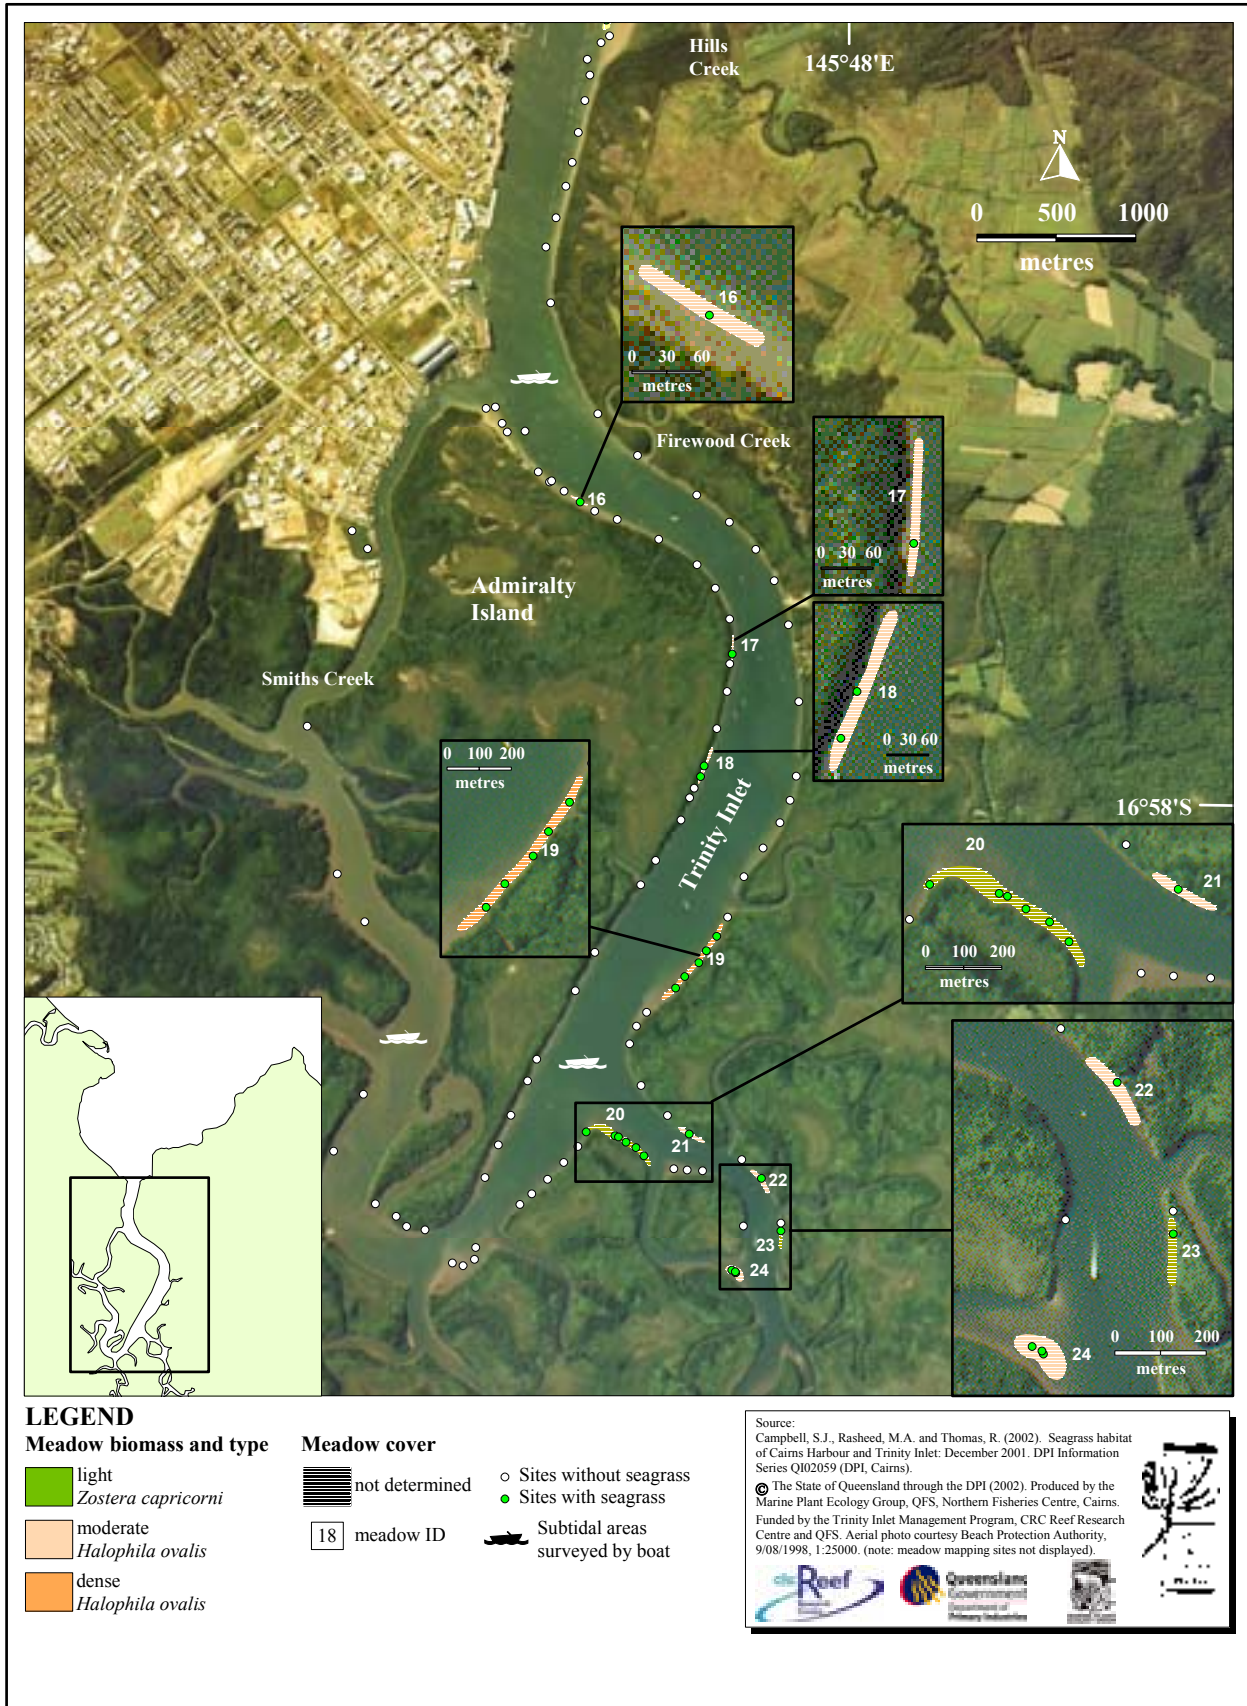 Hills
Creek
145°48'E
N
0 500 1000
metres
16
0 30 60
metres
Firewood Creek
17
0 30 60
metres
16
Admiralty
Island
18
0 30 60
metres
17
Smiths Creek
18
0 100 200
metres
19
Trinity Inlet
16°58'S
20
21
0 100 200
metres
19
22
23
0 100 200
metres
24
20
21
22
23
24
LEGEND
Meadow biomass and type
light
Zostera capricorni
moderate
Halophila ovalis
dense
Halophila ovalis
Meadow cover
not determined
18 meadow ID
Sites without seagrass
Sites with seagrass
Subtidal areas
surveyed by boat
Source:
Campbell, S.J., Rasheed, M.A. and Thomas, R. (2002). Seagrass habitat
of Cairns Harbour and Trinity Inlet: December 2001. DPI Information
Series QI02059 (DPI, Cairns).
© The State of Queensland through the DPI (2002). Produced by the
Marine Plant Ecology Group, QFS, Northern Fisheries Centre, Cairns.
Funded by the Trinity Inlet Management Program, CRC Reef Research
Centre and QFS. Aerial photo courtesy Beach Protection Authority,
9/08/1998, 1:25000. (note: meadow mapping sites not displayed).
Reef
Queensland
Government
Department of
Primary Industries